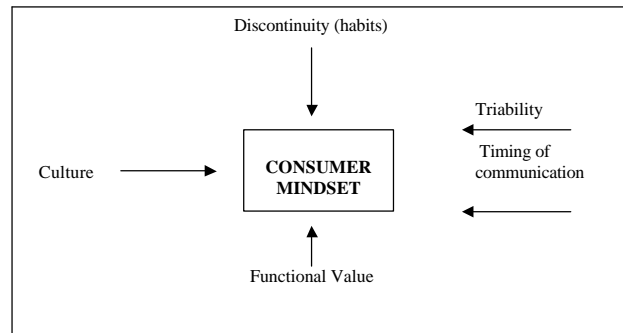 Discontinuity (habits)
Triability
Timing of
communication
Culture
CONSUMER
MINDSET
Functional Value